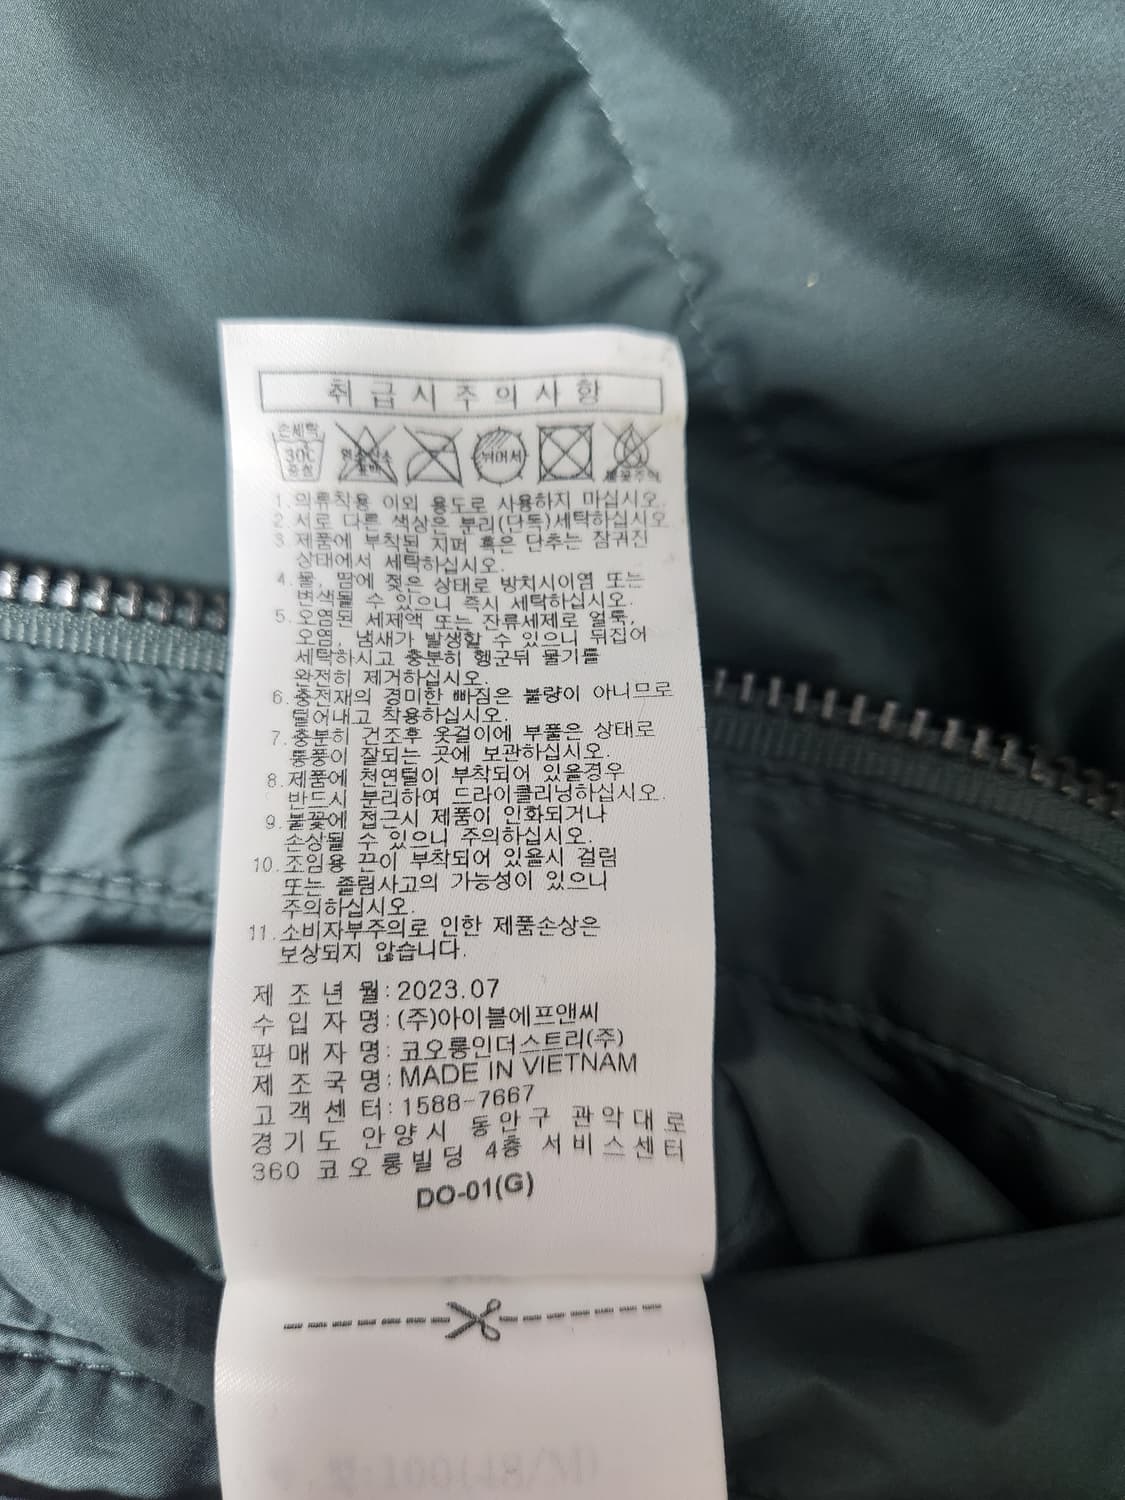 취급시주의사항
손세탁
30℃
중성
염소산소
표백
뉘어서
불꽃주의
1. 의류착용 이외 용도로 사용하지 마십시오.
2. 서로 다른 색상은 분리(단독)세탁하십시오
3. 제품에 부착된 지퍼 혹은 단추는 잠궈진
상태에서 세탁하십시오.
4. 물, 땀에 젖은 상태로 방치시이염 또는
변색될 수 있으니 즉시 세탁하십시오.
5. 오염된 세제액 또는 잔류세제로 얼룩,
오염, 냄새가 발생할 수 있으니 뒤집어
세탁하시고 충분히 헹군뒤 물기를
완전히 제거하십시오.
6. 충전재의 경미한 빠짐은 불량이 아니므로
털어내고 착용하십시오.
7. 충분히 건조후 옷걸이에 부풀은 상태로
통풍이 잘되는 곳에 보관하십시오.
8. 제품에 천연털이 부착되어 있을경우
반드시 분리하여 드라이클리닝하십시오.
9. 불꽃에 접근시 제품이 인화되거나
손상될 수 있으니 주의하십시오.
10. 조임용 끈이 부착되어 있을시 걸림
또는 졸림사고의 가능성이 있으니
주의하십시오.
11. 소비자부주의로 인한 제품손상은
보상되지 않습니다.
제 조 년 월: 2023.07
수 입 자 명: (주)아이블에프앤씨
판 매 자 명: 코오롱인더스트리(주)
제 조 국 명: MADE IN VIETNAM
고 객 센 터: 1588-7667
경기도 안양시 동안구 관악대로
360 코오롱빌딩 4층 서비스센터
DO-01(G)
100(48/M)